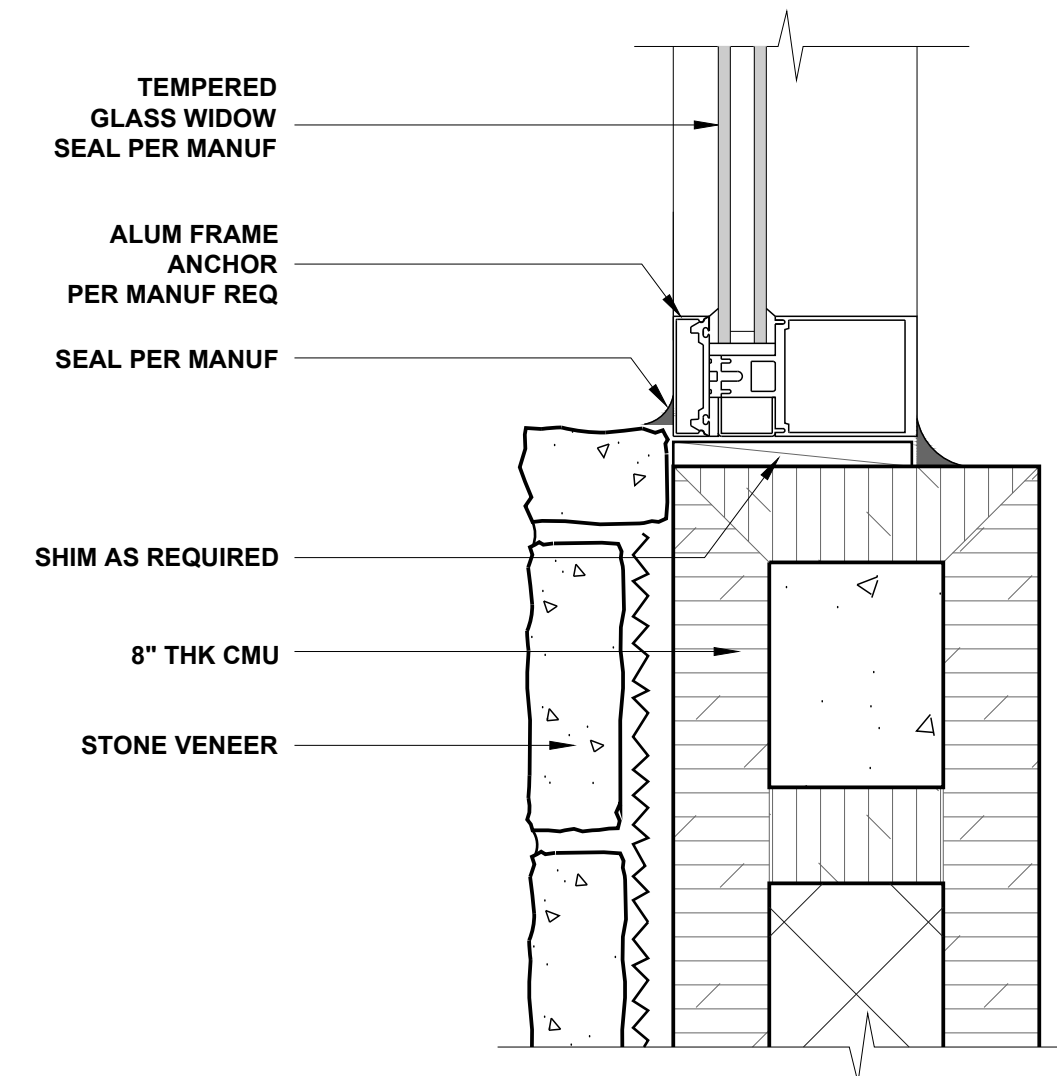 TEMPERED
GLASS WIDOW
SEAL PER MANUF
ALUM FRAME
ANCHOR
PER MANUF REQ
SEAL PER MANUF
SHIM AS REQUIRED
8" THK CMU
STONE VENEER